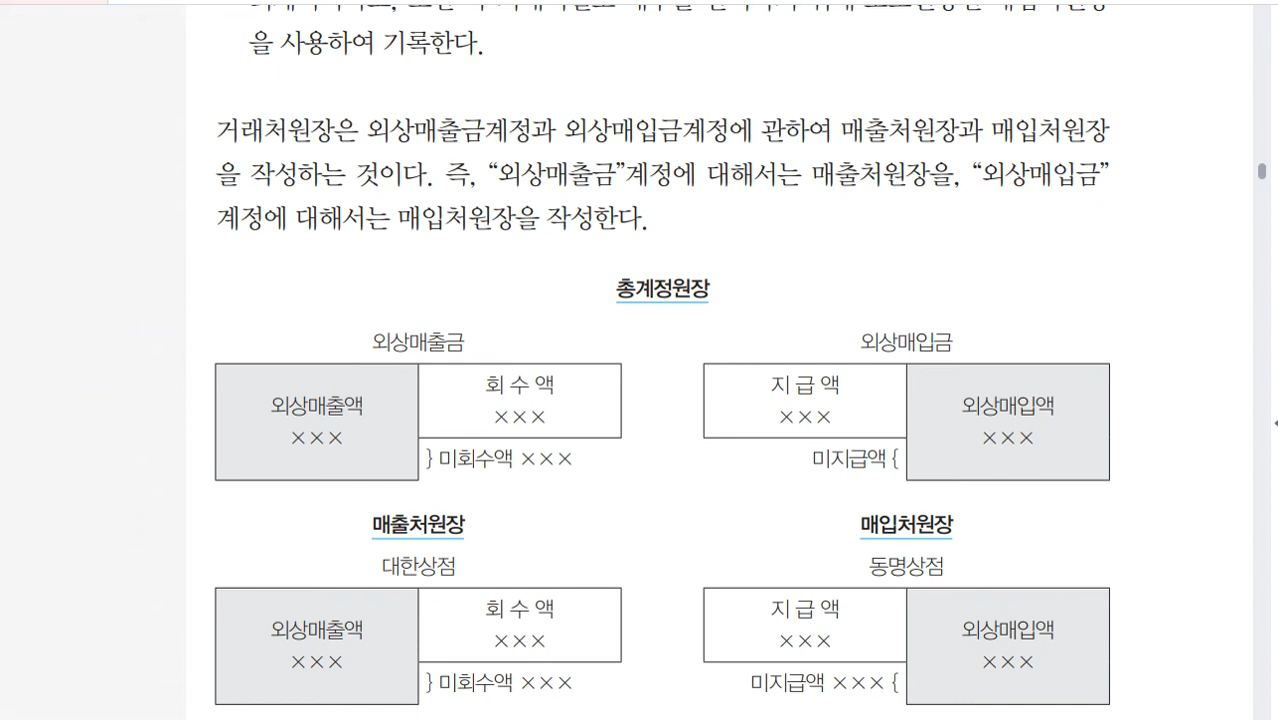 을 사용하여 기록한다.
거래처원장은 외상매출금계정과 외상매입금계정에 관하여 매출처원장과 매입처원장
을 작성하는 것이다. 즉, “외상매출금”계정에 대해서는 매출처원장을, “외상매입금”
계정에 대해서는 매입처원장을 작성한다.
총계정원장
외상매출금
외상매입금
외상매출액
×××
회 수 액
×××
} 미회수액 ×××
지 급 액
×××
미지급액 {
외상매입액
×××
매출처원장
매입처원장
대한상점
동명상점
외상매출액
×××
회 수 액
×××
} 미회수액 ×××
지 급 액
×××
미지급액 ××× {
외상매입액
×××